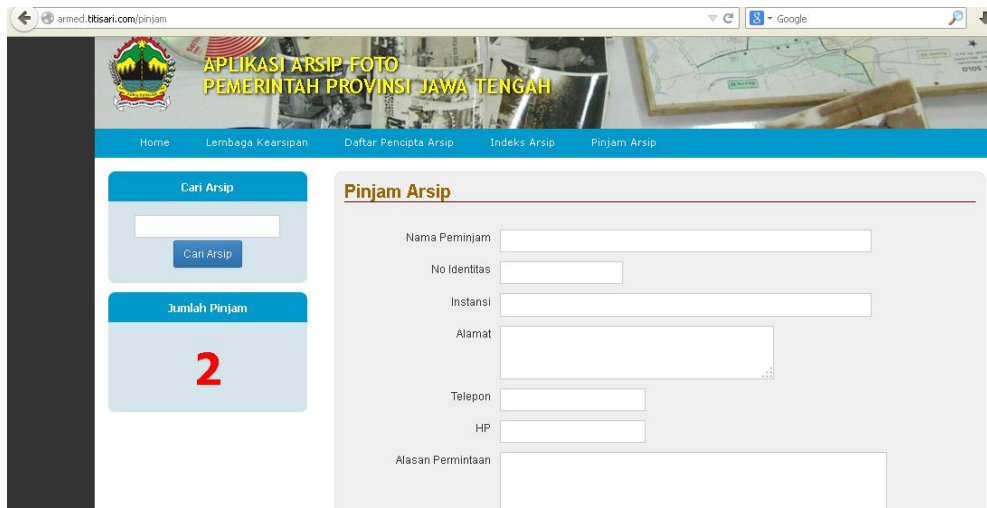 armed.titisari.com/pinjam
Google
APLIKASI ARSIP FOTO
PEMERINTAH PROVINSI JAWA TENGAH
Home Lembaga Kearsipan Daftar Pencipta Arsip Indeks Arsip Pinjam Arsip
Cari Arsip
Cari Arsip
Jumlah Pinjam
2
Pinjam Arsip
Nama Peminjam
No Identitas
Instansi
Alamat
Telepon
HP
Alasan Permintaan